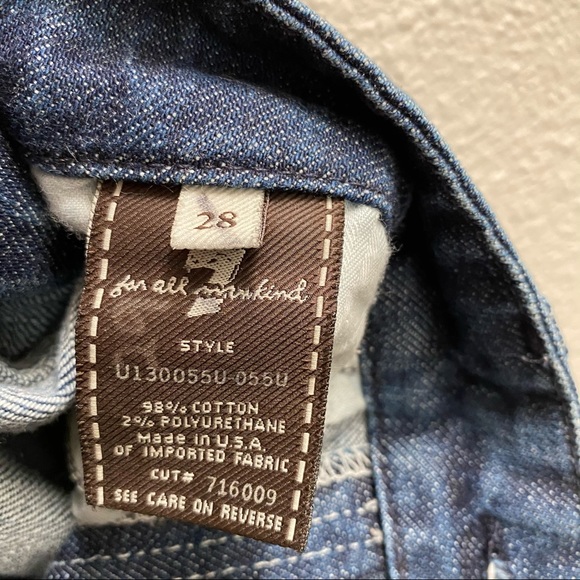 28
7
for all mankind
STYLE
U130055U-055U
98% COTTON
2% POLYURETHANE
Made in U.S.A
OF IMPORTED FABRIC
CUT# 716009
SEE CARE ON REVERSE